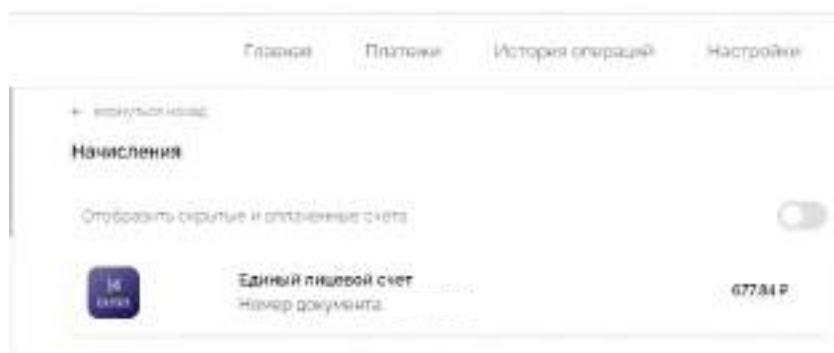 Главная Платежи История операций Настройки
← вернуться назад
Начисления
Отобразить скрытые и оплаченные счета
Единый лицевой счет
Номер документа
677.84 ₽